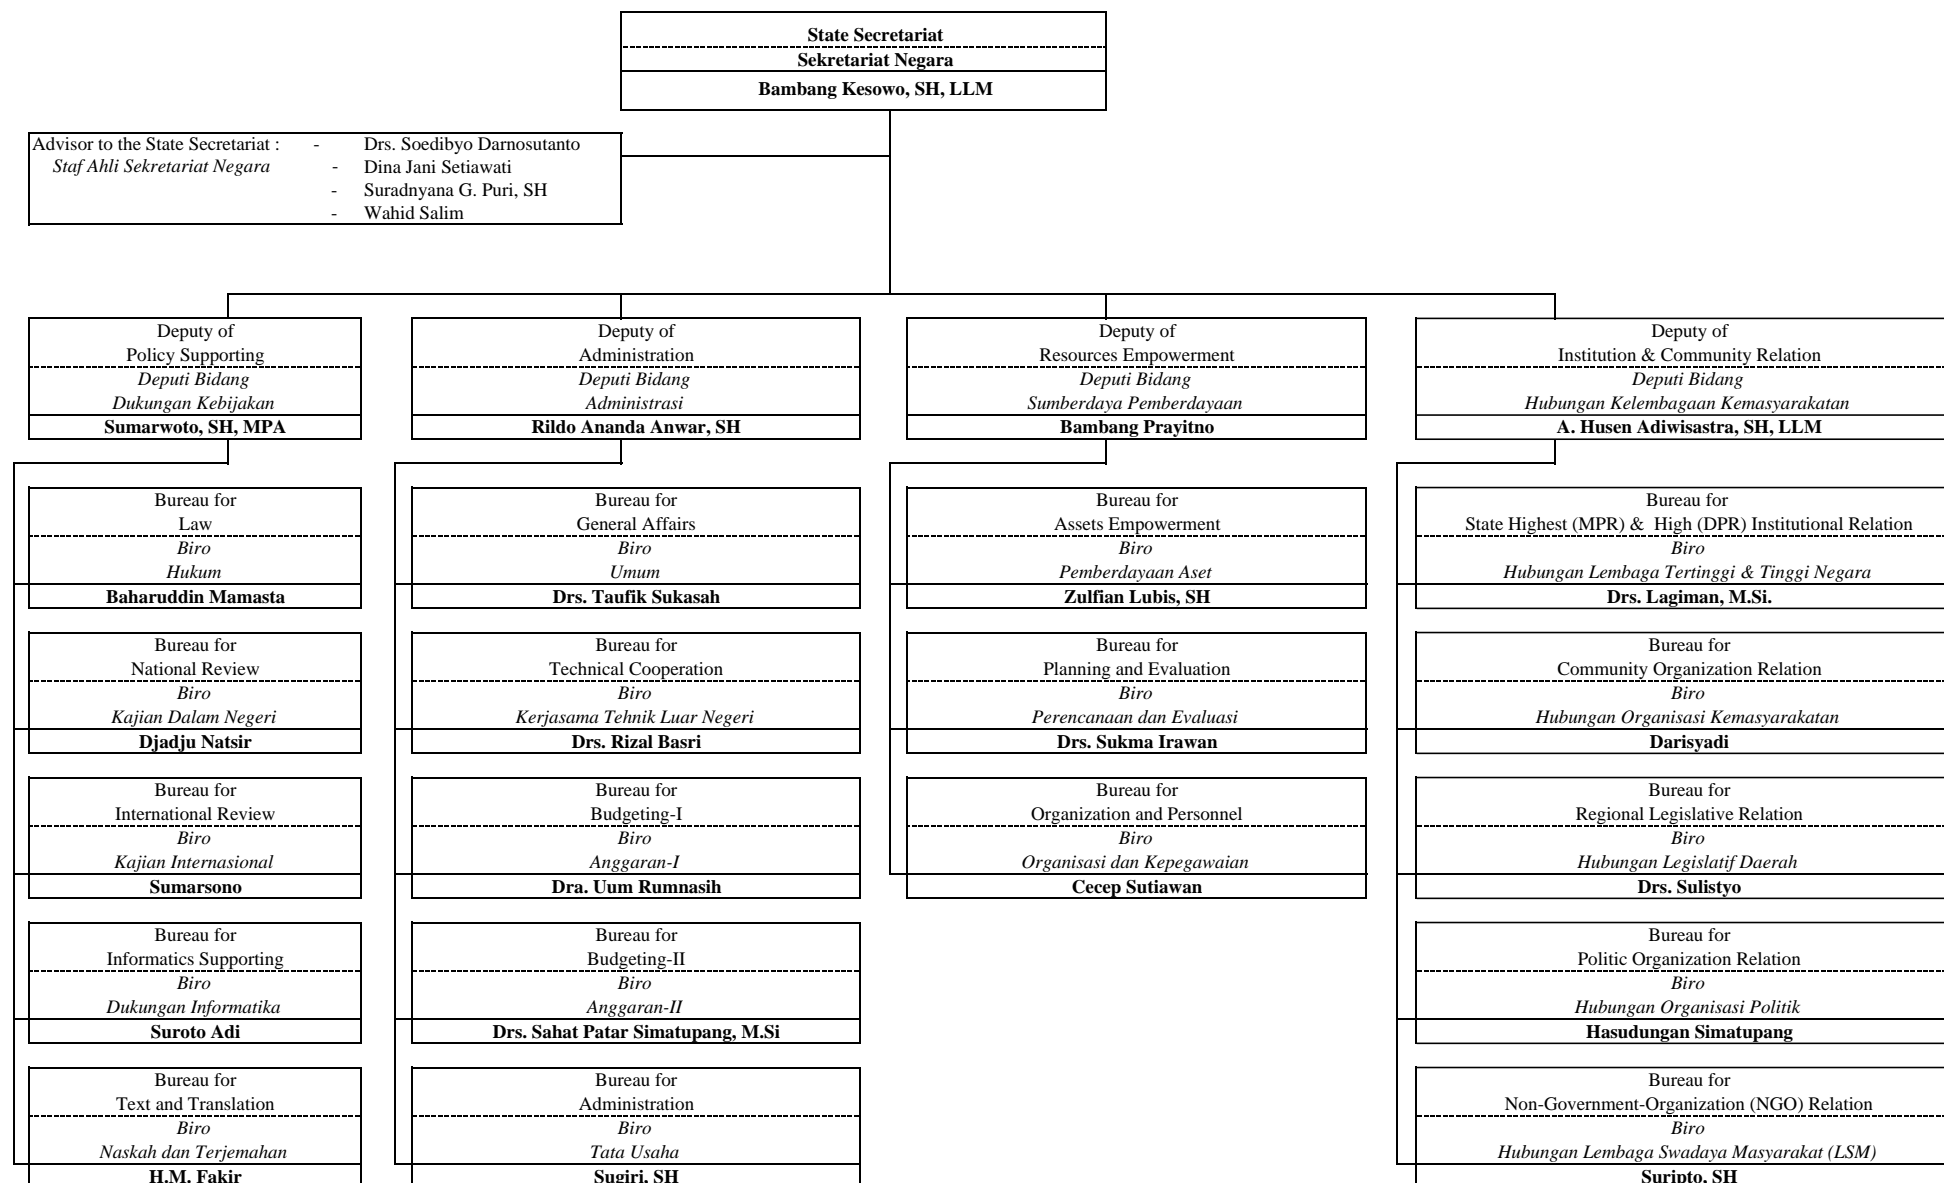 State Secretariat
Sekretariat Negara
Bambang Kesowo, SH, LLM
Advisor to the State Secretariat : - Drs. Soedibyo Darnosutanto
Staf Ahli Sekretariat Negara - Dina Jani Setiawati
- Suradnyana G. Puri, SH
- Wahid Salim
Deputy of
Policy Supporting
Deputi Bidang
Dukungan Kebijakan
Sumarwoto, SH, MPA
Deputy of
Administration
Deputi Bidang
Administrasi
Rildo Ananda Anwar, SH
Deputy of
Resources Empowerment
Deputi Bidang
Sumberdaya Pemberdayaan
Bambang Prayitno
Deputy of
Institution & Community Relation
Deputi Bidang
Hubungan Kelembagaan Kemasyarakatan
A. Husen Adiwisastra, SH, LLM
Bureau for
Law
Biro
Hukum
Baharuddin Mamasta
Bureau for
General Affairs
Biro
Umum
Drs. Taufik Sukasah
Bureau for
Assets Empowerment
Biro
Pemberdayaan Aset
Zulfian Lubis, SH
Bureau for
State Highest (MPR) & High (DPR) Institutional Relation
Biro
Hubungan Lembaga Tertinggi & Tinggi Negara
Drs. Lagiman, M.Si.
Bureau for
National Review
Biro
Kajian Dalam Negeri
Djadju Natsir
Bureau for
Technical Cooperation
Biro
Kerjasama Tehnik Luar Negeri
Drs. Rizal Basri
Bureau for
Planning and Evaluation
Biro
Perencanaan dan Evaluasi
Drs. Sukma Irawan
Bureau for
Community Organization Relation
Biro
Hubungan Organisasi Kemasyarakatan
Darisyadi
Bureau for
International Review
Biro
Kajian Internasional
Sumarsono
Bureau for
Budgeting-I
Biro
Anggaran-I
Dra. Uum Rumnasih
Bureau for
Organization and Personnel
Biro
Organisasi dan Kepegawaian
Cecep Sutiawan
Bureau for
Regional Legislative Relation
Biro
Hubungan Legislatif Daerah
Drs. Sulistyo
Bureau for
Informatics Supporting
Biro
Dukungan Informatika
Suroto Adi
Bureau for
Budgeting-II
Biro
Anggaran-II
Drs. Sahat Patar Simatupang, M.Si
Bureau for
Politic Organization Relation
Biro
Hubungan Organisasi Politik
Hasudungan Simatupang
Bureau for
Text and Translation
Biro
Naskah dan Terjemahan
H.M. Fakir
Bureau for
Administration
Biro
Tata Usaha
Sugiri, SH
Bureau for
Non-Government-Organization (NGO) Relation
Biro
Hubungan Lembaga Swadaya Masyarakat (LSM)
Suripto, SH